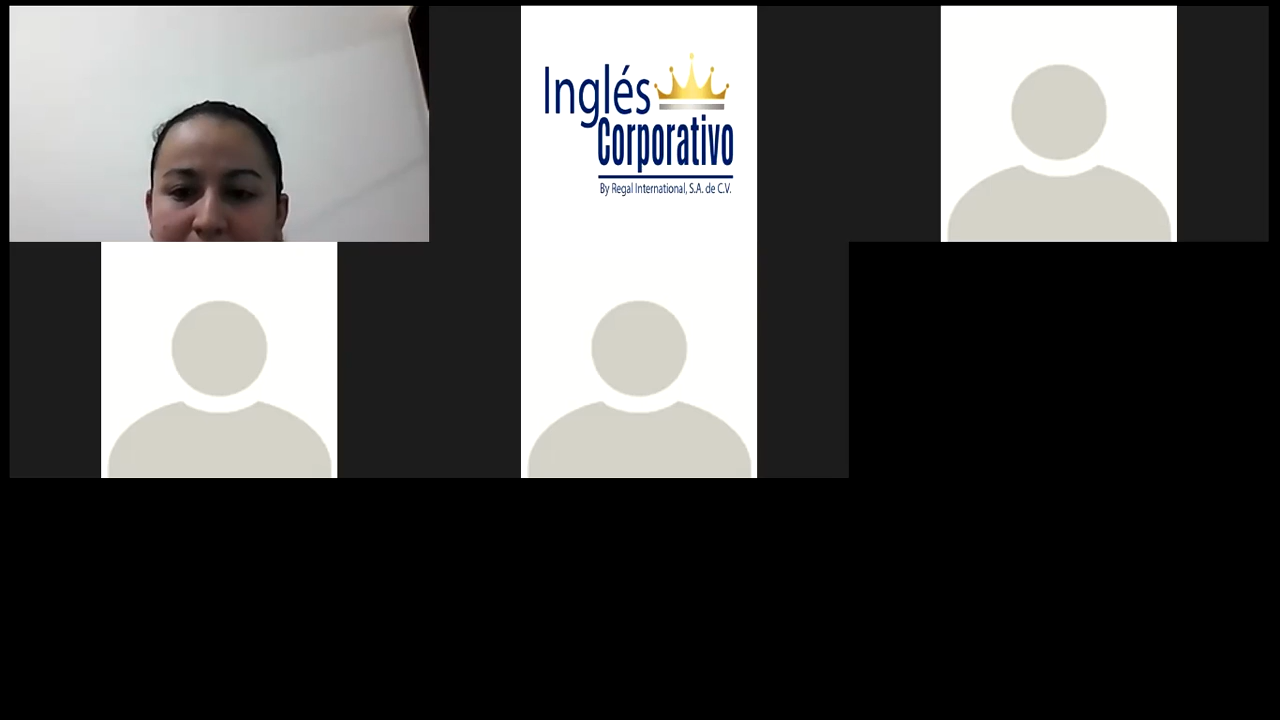 Inglés
Corporativo
By Regal International, S.A. de C.V.